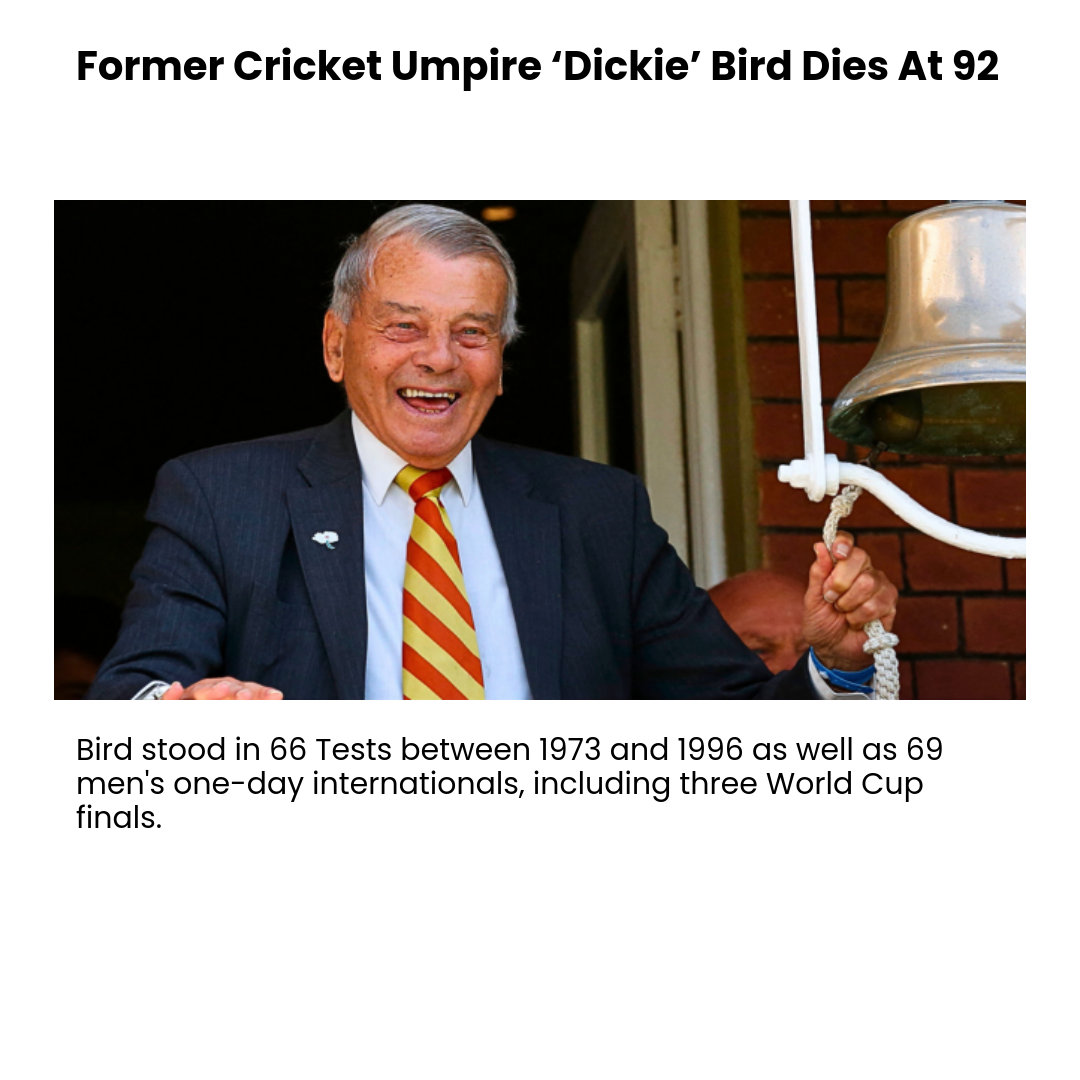 Former Cricket Umpire ‘Dickie’ Bird Dies At 92
Bird stood in 66 Tests between 1973 and 1996 as well as 69
men's one-day internationals, including three World Cup
finals.